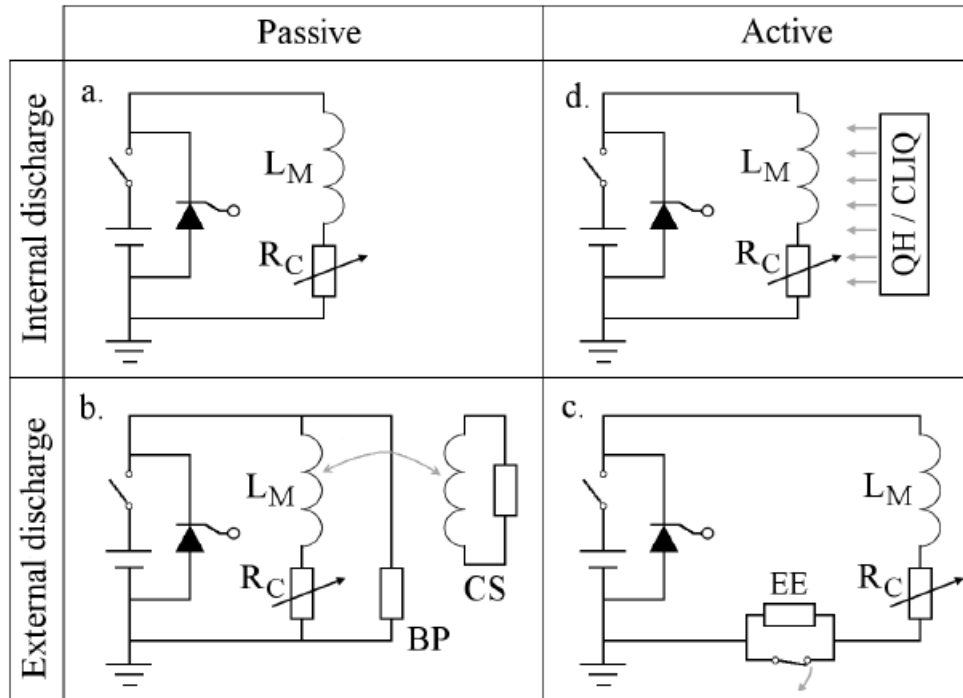 Passive
Active
Internal discharge
a.
L_M
R_C
d.
L_M
R_C
QH / CLIQ
External discharge
b.
L_M
R_C
BP
CS
c.
L_M
R_C
EE